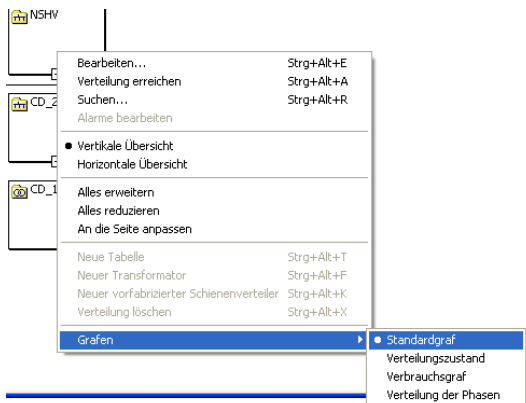 NSHV
Bearbeiten... Strg+Alt+E
Verteilung erreichen Strg+Alt+A
CD_2
Suchen... Strg+Alt+R
Alarme bearbeiten
Vertikale Übersicht
Horizontale Übersicht
CD_1
Alles erweitern
Alles reduzieren
An die Seite anpassen
Neue Tabelle Strg+Alt+T
Neuer Transformator Strg+Alt+F
Neuer vorfabrizierter Schienenverteiler Strg+Alt+K
Verteilung löschen Strg+Alt+X
Grafen
Standardgraf
Verteilungszustand
Verbrauchsgraf
Verteilung der Phasen